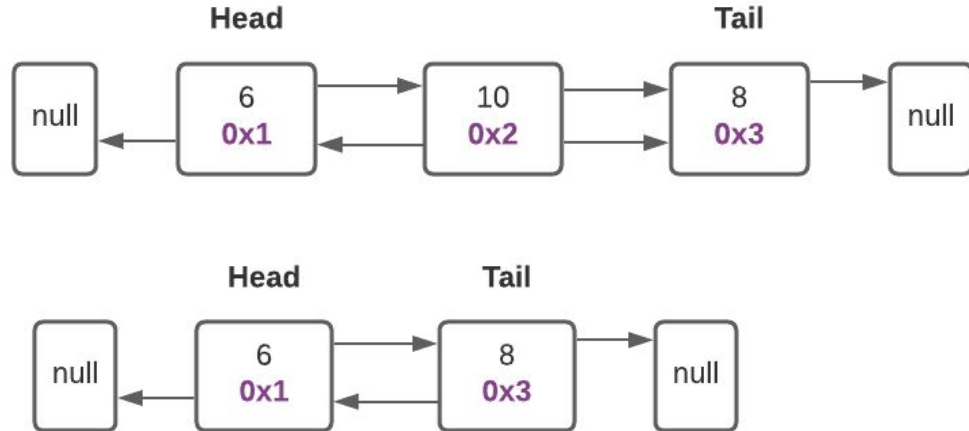 Head Tail
null 6 10 8 null
0x1 0x2 0x3
Head Tail
null 6 8 null
0x1 0x3